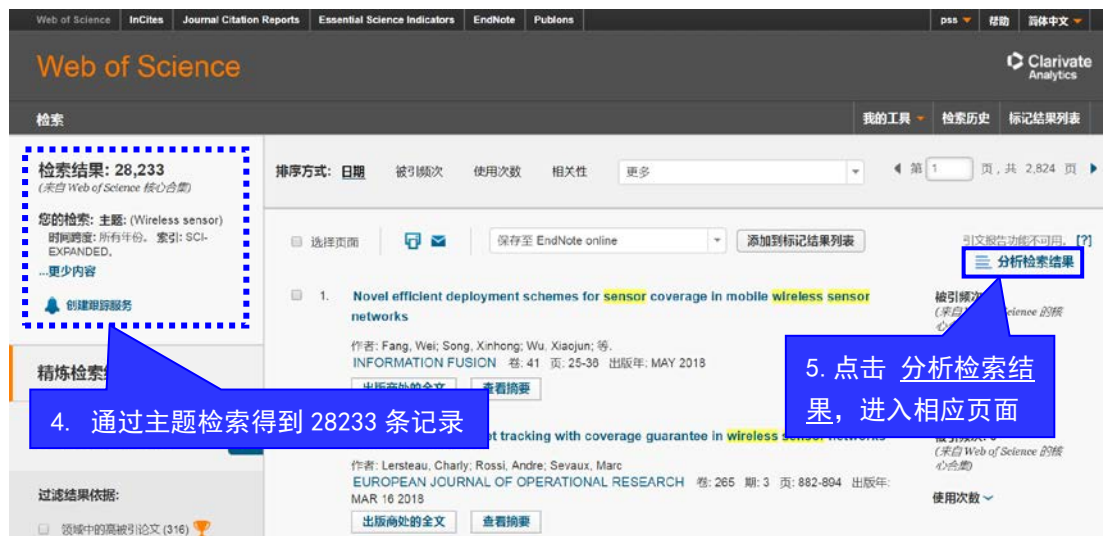 Web of Science InCites Journal Citation Reports Essential Science Indicators EndNote Publons pss 帮助 简体中文
Web of Science
Clarivate
Analytics
检索 我的工具 检索历史 标记结果列表
检索结果: 28,233
(来自 Web of Science 核心合集)
您的检索: 主题: (Wireless sensor)
时间跨度: 所有年份。 索引: SCI-
EXPANDED。
...更少内容
创建跟踪服务
精炼检索
4. 通过主题检索得到 28233 条记录
过滤结果依据:
领域中的高被引论文 (316)
排序方式: 日期 被引频次 使用次数 相关性 更多
第 1 页，共 2,824 页
选择页面 保存至 EndNote online 添加到标记结果列表
引文报告功能不可用。 [?]
分析检索结果
1. Novel efficient deployment schemes for sensor coverage in mobile wireless sensor
networks
作者: Fang, Wei; Song, Xinhong; Wu, Xiaojun; 等.
INFORMATION FUSION 卷: 41 页: 25-36 出版年: MAY 2018
出版商处的全文 查看摘要
被引频次
(来自 Science 的核
5. 点击 分析检索结
果，进入相应页面
tracking with coverage guarantee in wireless sensor networks
作者: Lersteau, Charly; Rossi, Andre; Sevaux, Marc
EUROPEAN JOURNAL OF OPERATIONAL RESEARCH 卷: 265 期: 3 页: 882-894 出版年:
MAR 16 2018
出版商处的全文 查看摘要
(来自 Web of Science 的核
心合集)
使用次数